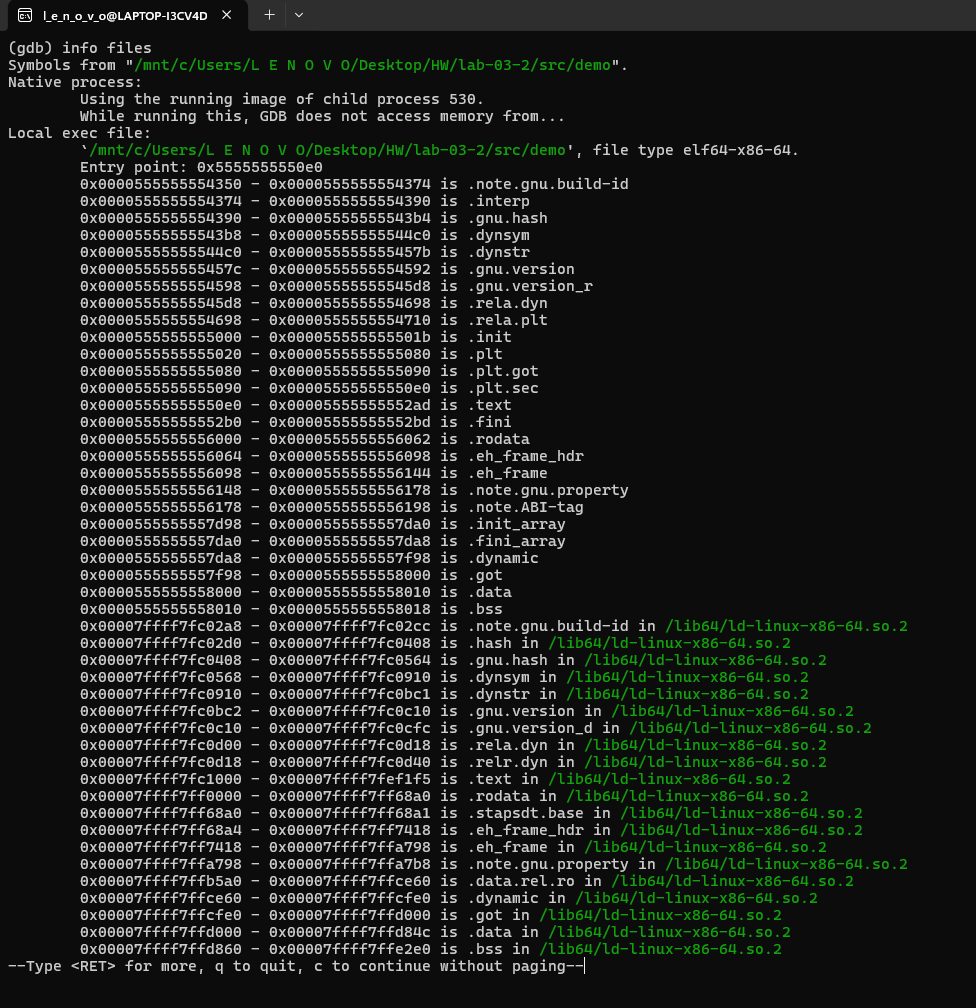 l_e_n_o_v_o@LAPTOP-I3CV4D
(gdb) info files
Symbols from "/mnt/c/Users/L E N O V O/Desktop/HW/lab-03-2/src/demo".
Native process:
        Using the running image of child process 530.
        While running this, GDB does not access memory from...
Local exec file:
        `/mnt/c/Users/L E N O V O/Desktop/HW/lab-03-2/src/demo', file type elf64-x86-64.
        Entry point: 0x5555555550e0
        0x0000555555554350 - 0x0000555555554374 is .note.gnu.build-id
        0x0000555555554374 - 0x0000555555554390 is .interp
        0x0000555555554390 - 0x00005555555543b4 is .gnu.hash
        0x00005555555543b8 - 0x00005555555544c0 is .dynsym
        0x00005555555544c0 - 0x000055555555457b is .dynstr
        0x000055555555457c - 0x0000555555554592 is .gnu.version
        0x0000555555554598 - 0x00005555555545d8 is .gnu.version_r
        0x00005555555545d8 - 0x0000555555554698 is .rela.dyn
        0x0000555555554698 - 0x0000555555554710 is .rela.plt
        0x0000555555555000 - 0x000055555555501b is .init
        0x0000555555555020 - 0x0000555555555080 is .plt
        0x0000555555555080 - 0x0000555555555090 is .plt.got
        0x0000555555555090 - 0x00005555555550e0 is .plt.sec
        0x00005555555550e0 - 0x00005555555552ad is .text
        0x00005555555552b0 - 0x00005555555552bd is .fini
        0x0000555555556000 - 0x0000555555556062 is .rodata
        0x0000555555556064 - 0x0000555555556098 is .eh_frame_hdr
        0x0000555555556098 - 0x0000555555556144 is .eh_frame
        0x0000555555556148 - 0x0000555555556178 is .note.gnu.property
        0x0000555555556178 - 0x0000555555556198 is .note.ABI-tag
        0x0000555555557d98 - 0x0000555555557da0 is .init_array
        0x0000555555557da0 - 0x0000555555557da8 is .fini_array
        0x0000555555557da8 - 0x0000555555557f98 is .dynamic
        0x0000555555557f98 - 0x0000555555558000 is .got
        0x0000555555558000 - 0x0000555555558010 is .data
        0x0000555555558010 - 0x0000555555558018 is .bss
        0x00007ffff7fc02a8 - 0x00007ffff7fc02cc is .note.gnu.build-id in /lib64/ld-linux-x86-64.so.2
        0x00007ffff7fc02d0 - 0x00007ffff7fc0408 is .hash in /lib64/ld-linux-x86-64.so.2
        0x00007ffff7fc0408 - 0x00007ffff7fc0564 is .gnu.hash in /lib64/ld-linux-x86-64.so.2
        0x00007ffff7fc0568 - 0x00007ffff7fc0910 is .dynsym in /lib64/ld-linux-x86-64.so.2
        0x00007ffff7fc0910 - 0x00007ffff7fc0bc1 is .dynstr in /lib64/ld-linux-x86-64.so.2
        0x00007ffff7fc0bc2 - 0x00007ffff7fc0c10 is .gnu.version in /lib64/ld-linux-x86-64.so.2
        0x00007ffff7fc0c10 - 0x00007ffff7fc0cfc is .gnu.version_d in /lib64/ld-linux-x86-64.so.2
        0x00007ffff7fc0d00 - 0x00007ffff7fc0d18 is .rela.dyn in /lib64/ld-linux-x86-64.so.2
        0x00007ffff7fc0d18 - 0x00007ffff7fc0d40 is .relr.dyn in /lib64/ld-linux-x86-64.so.2
        0x00007ffff7fc1000 - 0x00007ffff7fef1f5 is .text in /lib64/ld-linux-x86-64.so.2
        0x00007ffff7ff0000 - 0x00007ffff7ff68a0 is .rodata in /lib64/ld-linux-x86-64.so.2
        0x00007ffff7ff68a0 - 0x00007ffff7ff68a1 is .stapsdt.base in /lib64/ld-linux-x86-64.so.2
        0x00007ffff7ff68a4 - 0x00007ffff7ff7418 is .eh_frame_hdr in /lib64/ld-linux-x86-64.so.2
        0x00007ffff7ff7418 - 0x00007ffff7ffa798 is .eh_frame in /lib64/ld-linux-x86-64.so.2
        0x00007ffff7ffa798 - 0x00007ffff7ffa7b8 is .note.gnu.property in /lib64/ld-linux-x86-64.so.2
        0x00007ffff7ffb5a0 - 0x00007ffff7ffce60 is .data.rel.ro in /lib64/ld-linux-x86-64.so.2
        0x00007ffff7ffce60 - 0x00007ffff7ffcfe0 is .dynamic in /lib64/ld-linux-x86-64.so.2
        0x00007ffff7ffcfe0 - 0x00007ffff7ffd000 is .got in /lib64/ld-linux-x86-64.so.2
        0x00007ffff7ffd000 - 0x00007ffff7ffd84c is .data in /lib64/ld-linux-x86-64.so.2
        0x00007ffff7ffd860 - 0x00007ffff7ffe2e0 is .bss in /lib64/ld-linux-x86-64.so.2
--Type <RET> for more, q to quit, c to continue without paging--